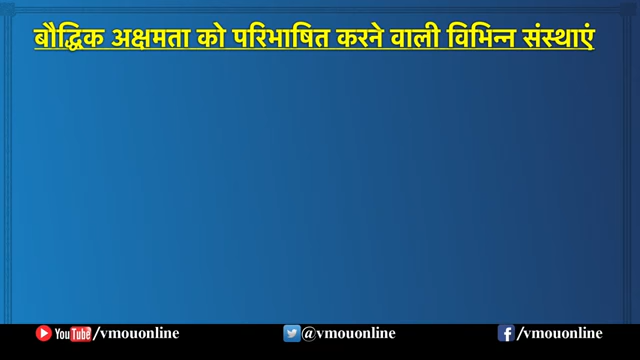 बौद्धिक अक्षमता को परिभाषित करने वाली विभिन्न संस्थाएं
YouTube/vmouonline @vmouonline f/vmouonline